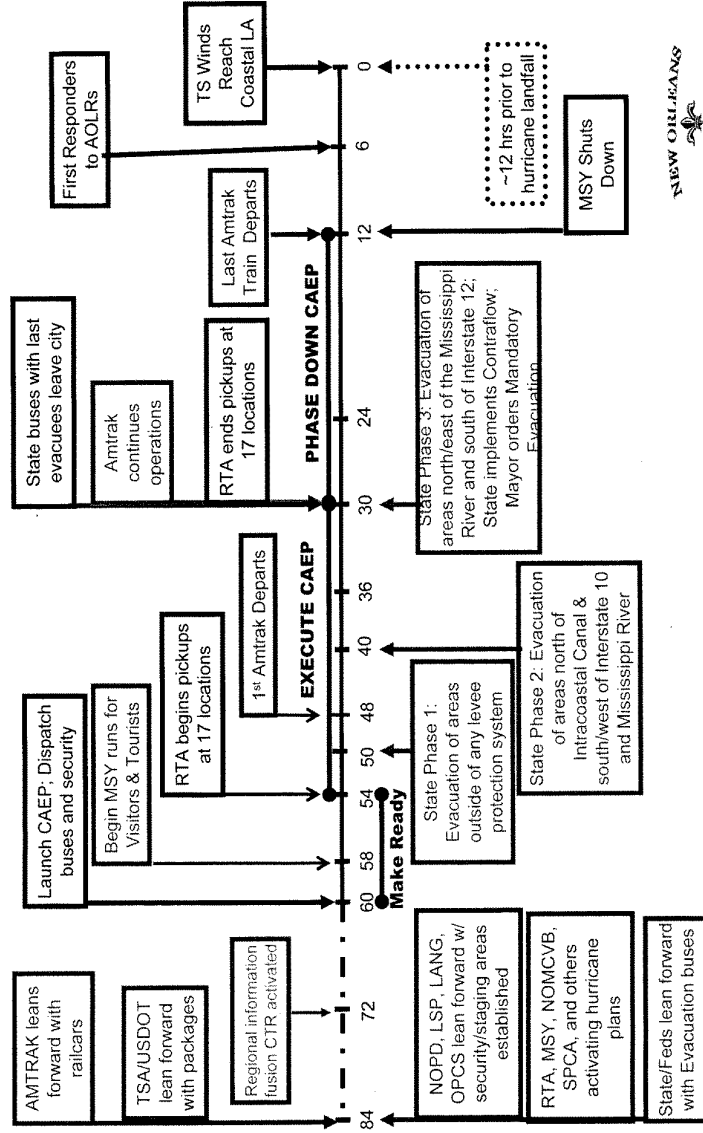 AMTRAK leans
forward with
railcars
TSA/USDOT
lean forward
with packages
Regional information
fusion CTR activated
Launch CAEP; Dispatch
buses and security
Begin MSY runs for
Visitors & Tourists
RTA begins pickups
at 17 locations
1st Amtrak Departs
State buses with last
evacuees leave city
Amtrak
continues
operations
RTA ends pickups at
17 locations
Last Amtrak
Train Departs
First Responders
to AOLRs
TS Winds
Reach
Coastal LA
EXECUTE CAEP
PHASE DOWN CAEP
84
72
60
58
54
50
48
40
36
30
24
12
6
0
Make Ready
NOPD, LSP, LANG,
OPCS lean forward w/
security/staging areas
established
RTA, MSY, NOMCVB,
SPCA, and others
activating hurricane
plans
State/Feds lean forward
with Evacuation buses
State Phase 1:
Evacuation of areas
outside of any levee
protection system
State Phase 2: Evacuation
of areas north of
Intracoastal Canal &
south/west of Interstate 10
and Mississippi River
State Phase 3: Evacuation of
areas north/east of the Mississippi
River and south of Interstate 12;
State implements Contraflow;
Mayor orders Mandatory
Evacuation
~12 hrs prior to
hurricane landfall
MSY Shuts
Down
NEW ORLEANS